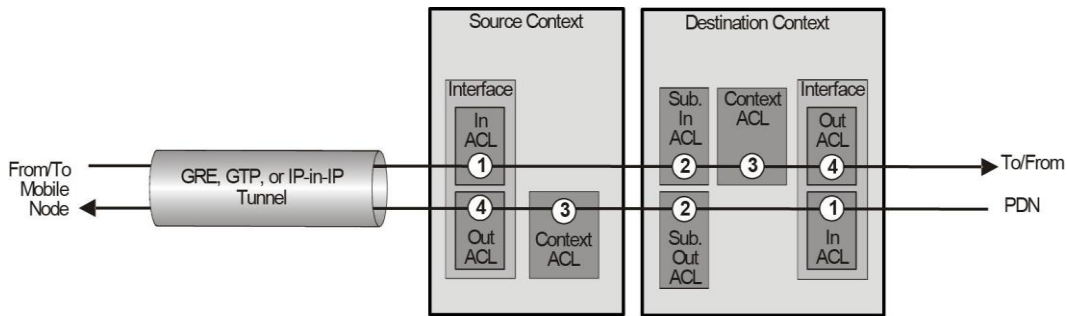 Source Context
Destination Context
Interface
In
ACL
1
Sub.
In
ACL
2
Context
ACL
3
Interface
Out
ACL
4
From/To
Mobile
Node
GRE, GTP, or IP-in-IP
Tunnel
To/From
PDN
4
Out
ACL
3
Context
ACL
2
Sub.
Out
ACL
1
In
ACL